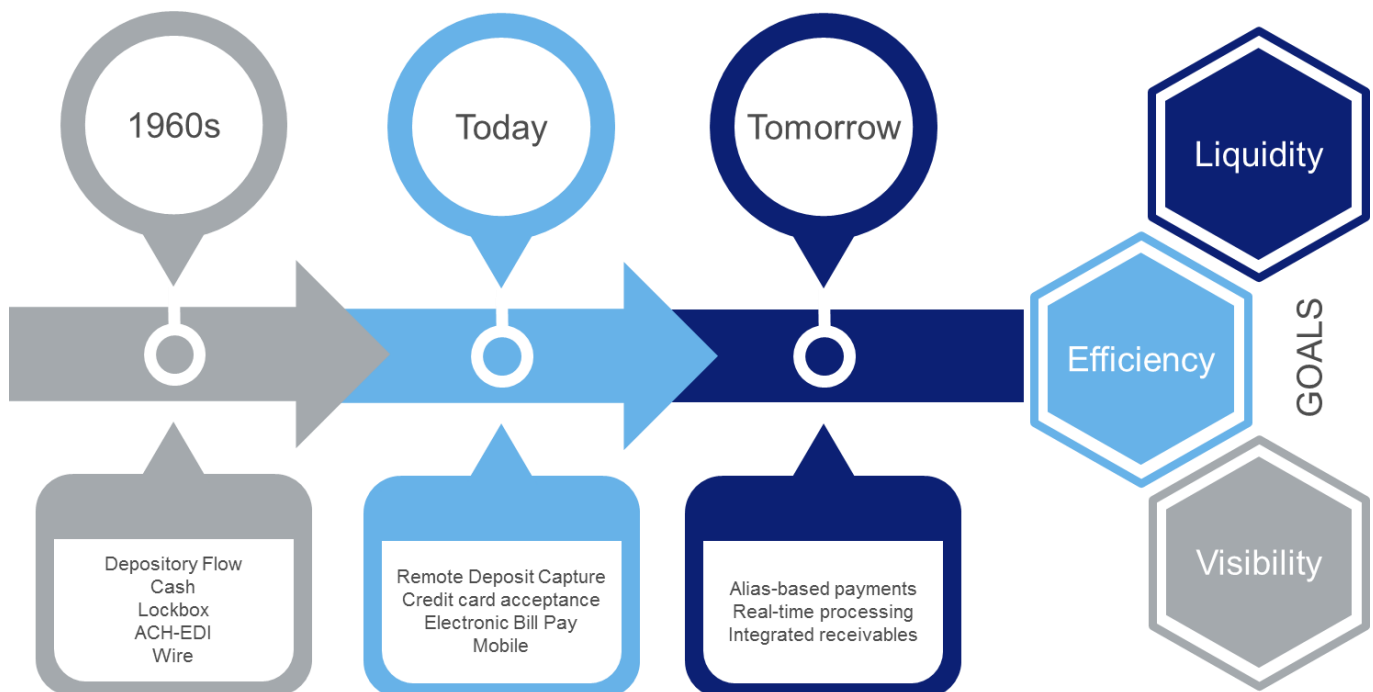 1960s
Today
Tomorrow
Depository Flow
Cash
Lockbox
ACH-EDI
Wire
Remote Deposit Capture
Credit card acceptance
Electronic Bill Pay
Mobile
Alias-based payments
Real-time processing
Integrated receivables
Liquidity
Efficiency
Visibility
GOALS